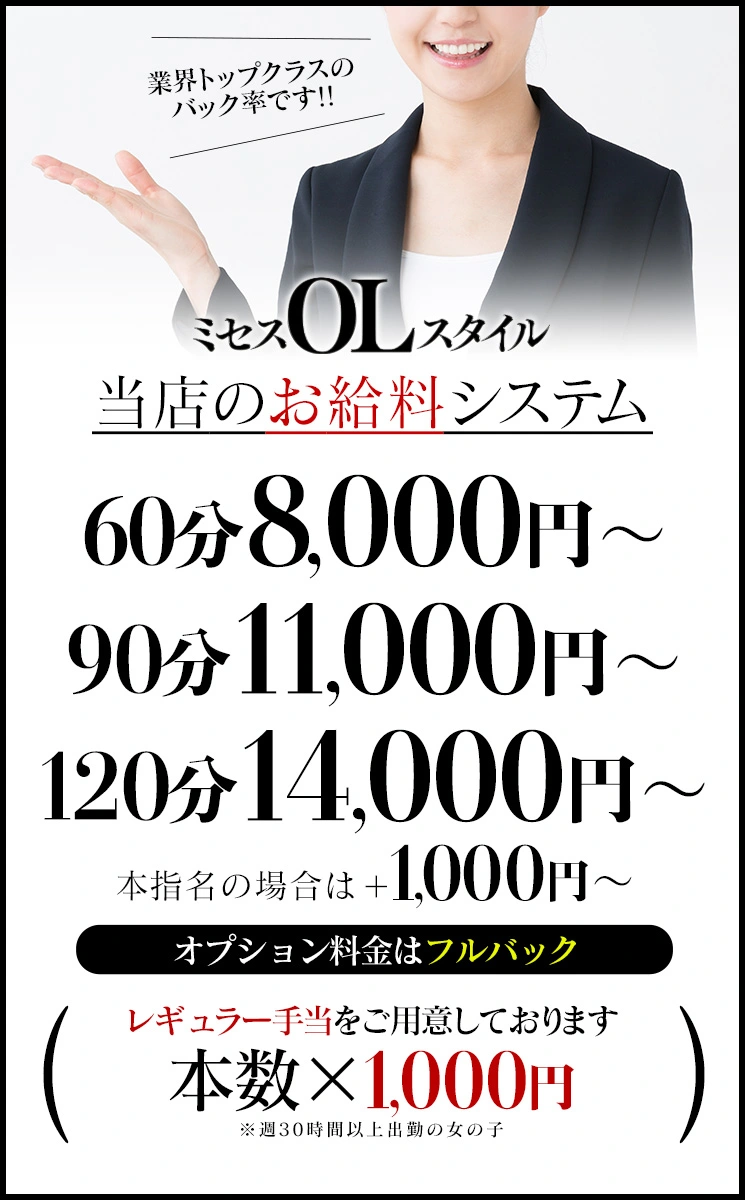 業界トップクラスの
バック率です!!
ミセスOLスタイル
当店のお給料システム
60分8,000円～
90分11,000円～
120分14,000円～
本指名の場合は+1,000円～
オプション料金はフルバック
レギュラー手当をご用意しております
本数×1,000円
※週30時間以上出勤の女の子